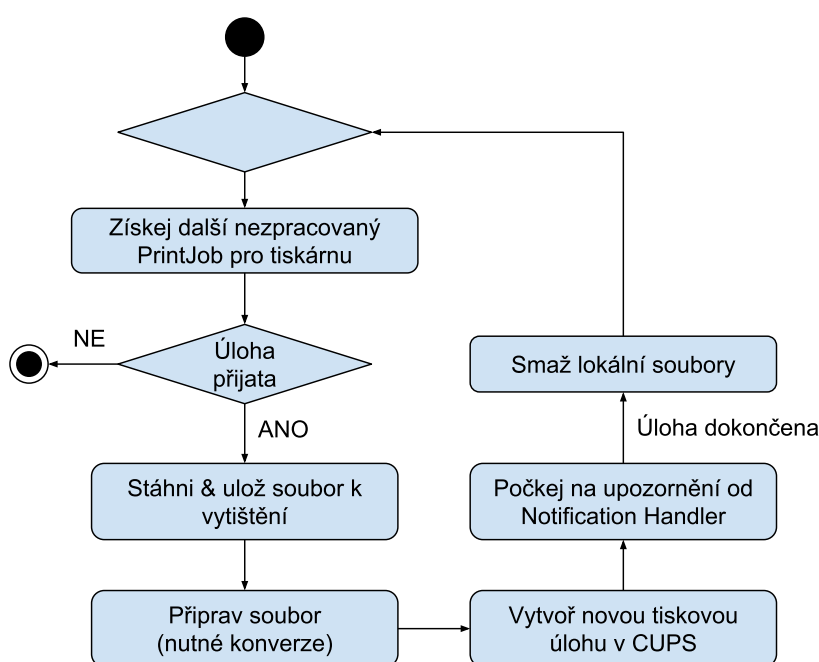 Získej další nezpracovaný
PrintJob pro tiskárnu
NE
Úloha
přijata
ANO
Stáhni & ulož soubor k
vytištění
Připrav soubor
(nutné konverze)
Vytvoř novou tiskovou
úlohu v CUPS
Počkej na upozornění od
Notification Handler
Úloha dokončena
Smaž lokální soubory